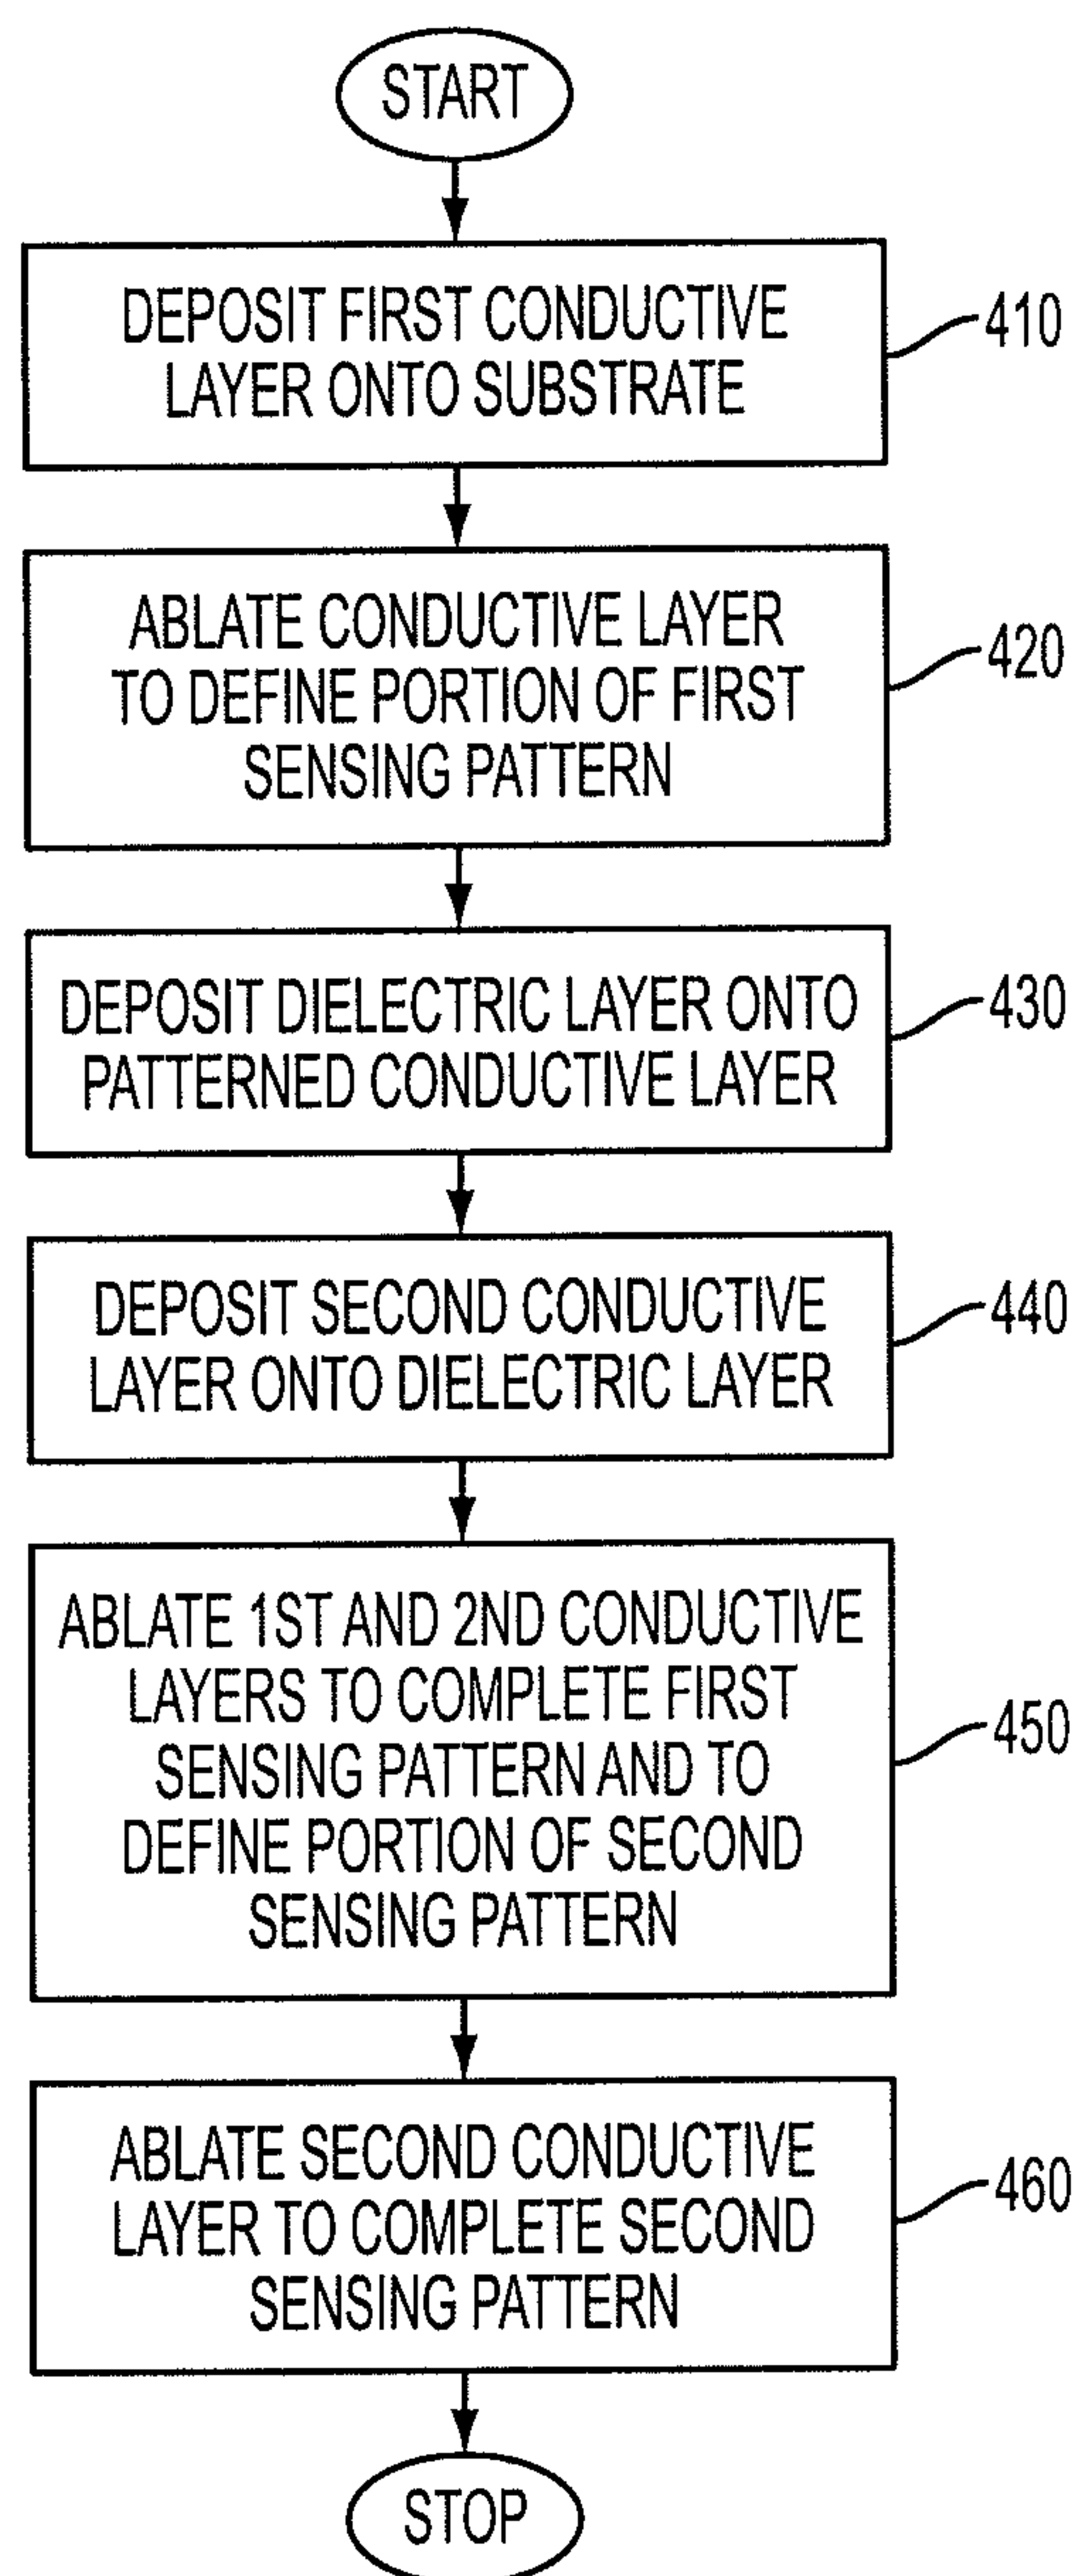 START
DEPOSIT FIRST CONDUCTIVE
LAYER ONTO SUBSTRATE
410
ABLATE CONDUCTIVE LAYER
TO DEFINE PORTION OF FIRST
SENSING PATTERN
420
DEPOSIT DIELECTRIC LAYER ONTO
PATTERNED CONDUCTIVE LAYER
430
DEPOSIT SECOND CONDUCTIVE
LAYER ONTO DIELECTRIC LAYER
440
ABLATE 1ST AND 2ND CONDUCTIVE
LAYERS TO COMPLETE FIRST
SENSING PATTERN AND TO
DEFINE PORTION OF SECOND
SENSING PATTERN
450
ABLATE SECOND CONDUCTIVE
LAYER TO COMPLETE SECOND
SENSING PATTERN
460
STOP